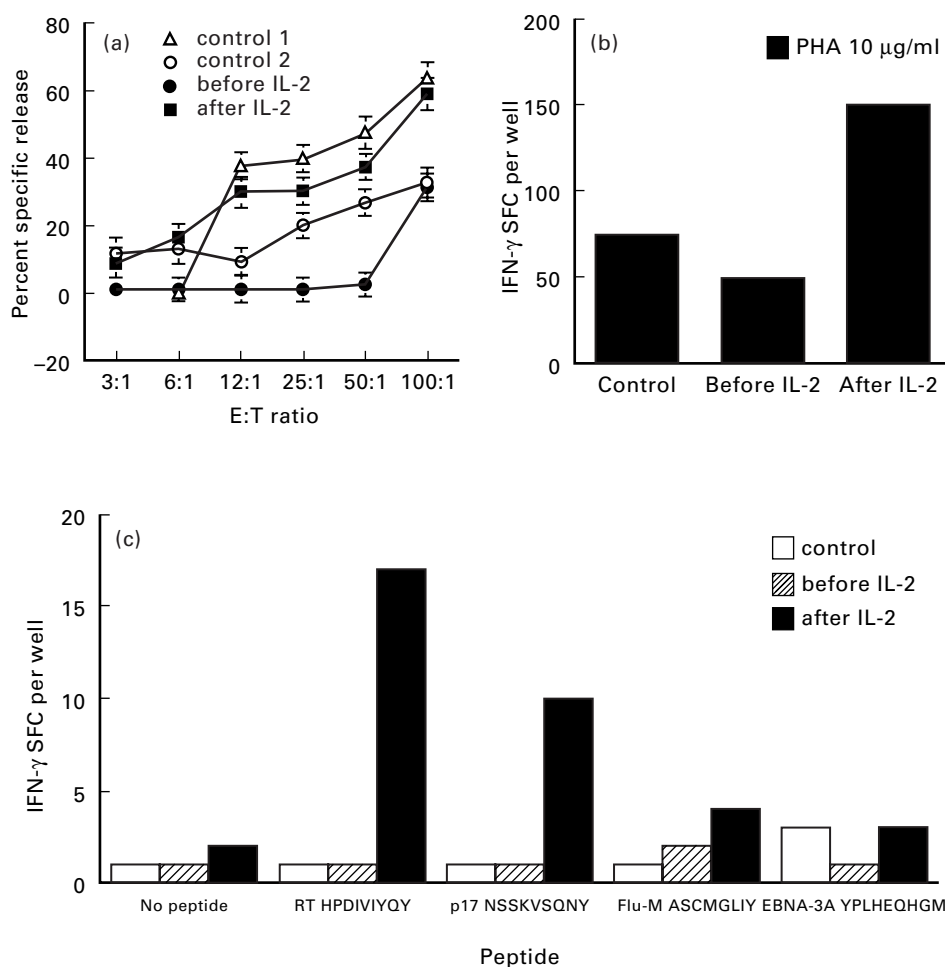 (a)
control 1
control 2
before IL-2
after IL-2
Percent specific release
80
60
40
20
0
–20
3:1 6:1 12:1 25:1 50:1 100:1
E:T ratio
(b)
PHA 10 μg/ml
IFN-γ SFC per well
200
150
100
50
0
Control Before IL-2 After IL-2
(c)
control
before IL-2
after IL-2
IFN-γ SFC per well
20
15
10
5
0
No peptide RT HPDIVIYQY p17 NSSKVSQNY Flu-M ASCMGLIY EBNA-3A YPLHEQHGM
Peptide